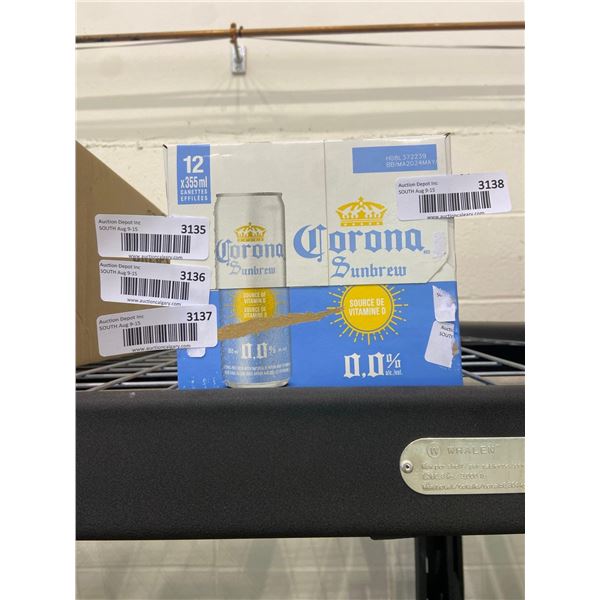 12
x355 ml
CANETTES
EFFILÉES
HOBL372239
BB/MA2024MAY
Auction Depot Inc
SOUTH Aug 9-15
3138
www.auctioncalgary.com
Auction Depot Inc
SOUTH Aug 9-15
3135
www.auctioncalgary.com
Auction Depot Inc
SOUTH Aug 9-15
3136
www.auctioncalgary.com
Auction Depot Inc
SOUTH Aug 9-15
3137
www.auctioncalgary.com
Corona
Sunbrew
SOURCE OF
VITAMIN D
SOURCE DE
VITAMINE D
0,0%
Corona
Sunbrew
SOURCE DE
VITAMINE D
0,0%
alc./vol.
W WHALEN